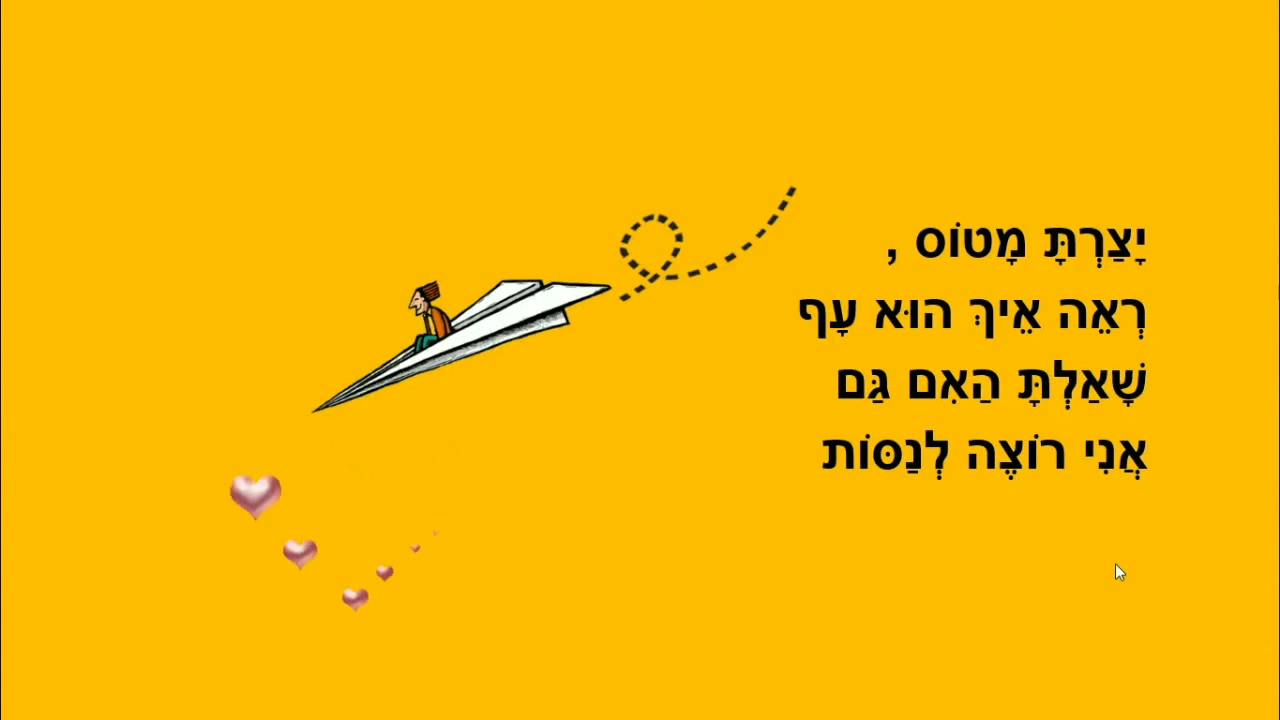 יָצַרְתָּ מָטוֹס ,
רְאֵה אֵיךְ הוּא עָף
שָׁאַלְתָּ הַאִם גַּם
אֲנִי רוֹצֶה לְנַסּוֹת